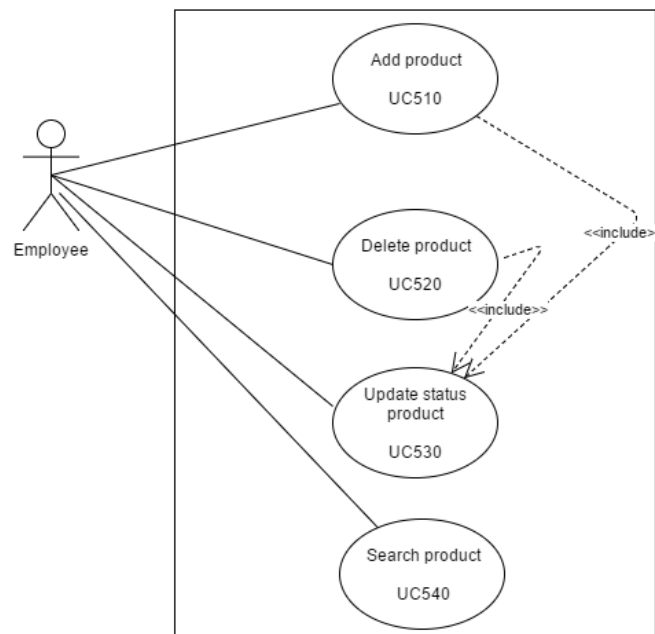 Add product
UC510
Employee
<<include>
Delete product
UC520
<<include>>
Update status
product
UC530
Search product
UC540